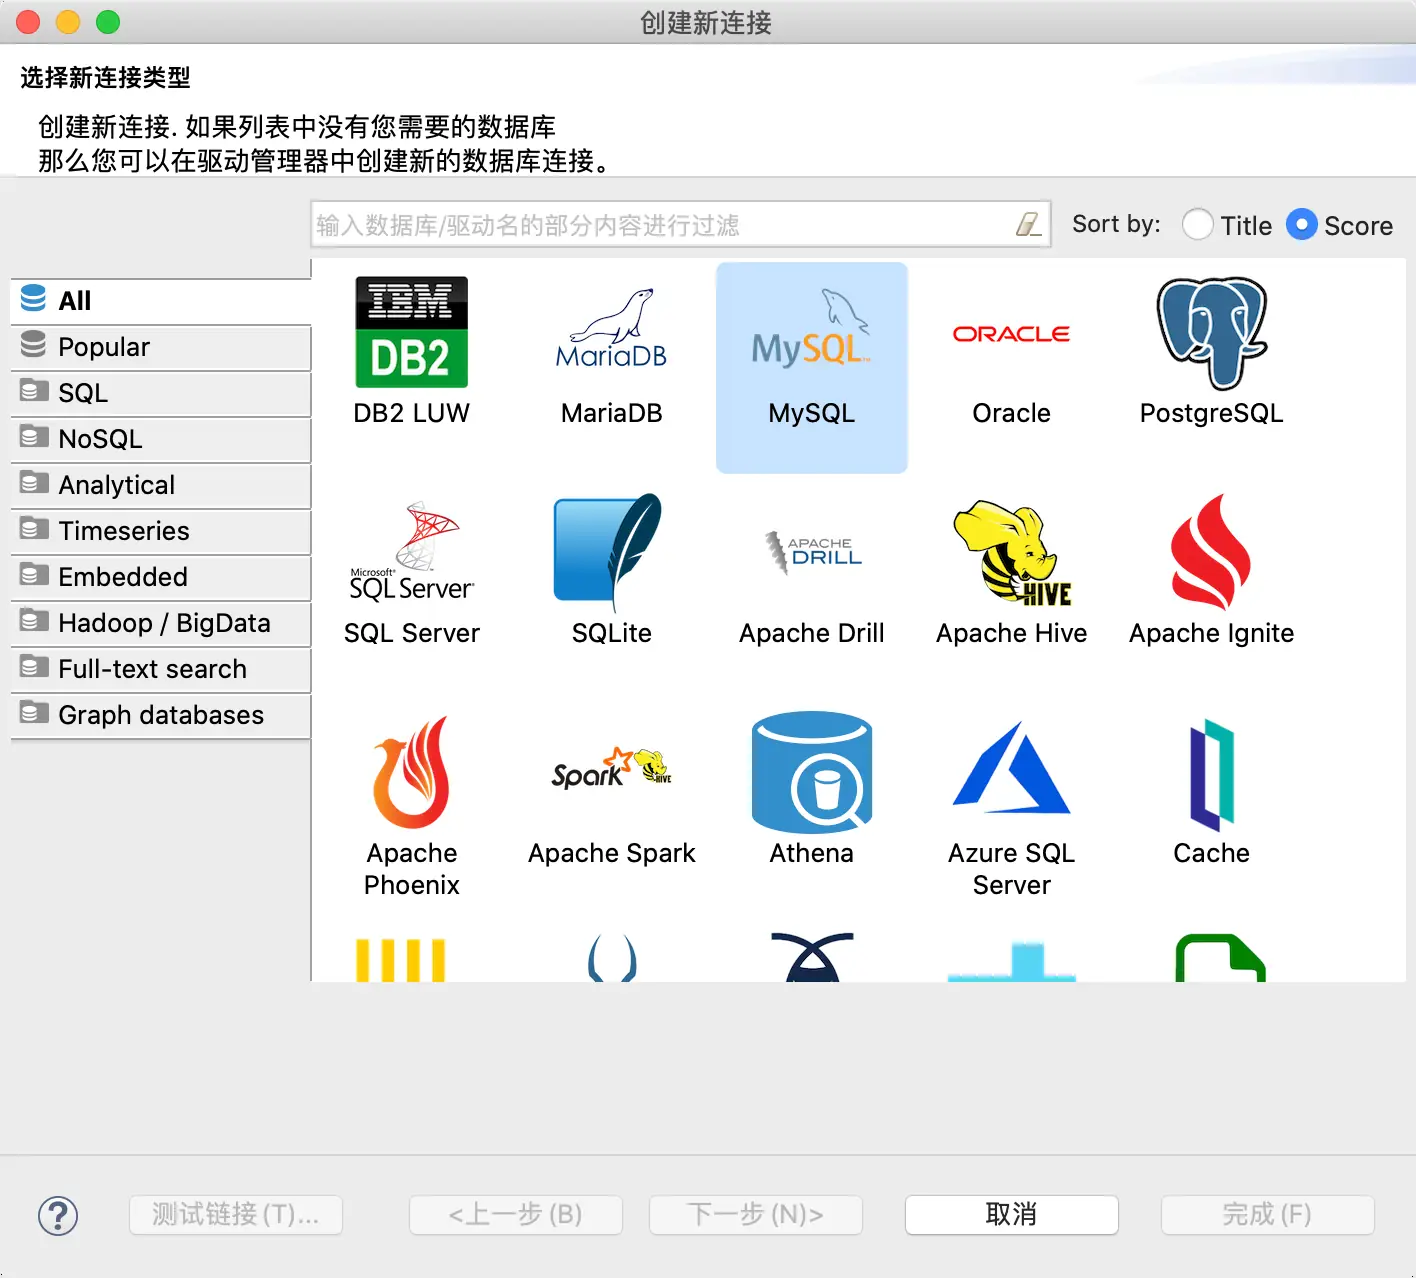 创建新连接
选择新连接类型
创建新连接. 如果列表中没有您需要的数据库
那么您可以在驱动管理器中创建新的数据库连接。
输入数据库/驱动名的部分内容进行过滤
Sort by: Title Score
All
Popular
SQL
NoSQL
Analytical
Timeseries
Embedded
Hadoop / BigData
Full-text search
Graph databases
IBM
DB2
MariaDB
MySQL
ORACLE
DB2 LUW
MariaDB
MySQL
Oracle
PostgreSQL
Microsoft
SQL Server
APACHE
DRILL
HIVE
SQL Server
SQLite
Apache Drill
Apache Hive
Apache Ignite
Spark
HIVE
Apache
Phoenix
Apache Spark
Athena
Azure SQL
Server
Cache
?
测试链接 (T)...
<上一步 (B)
下一步 (N)>
取消
完成 (F)